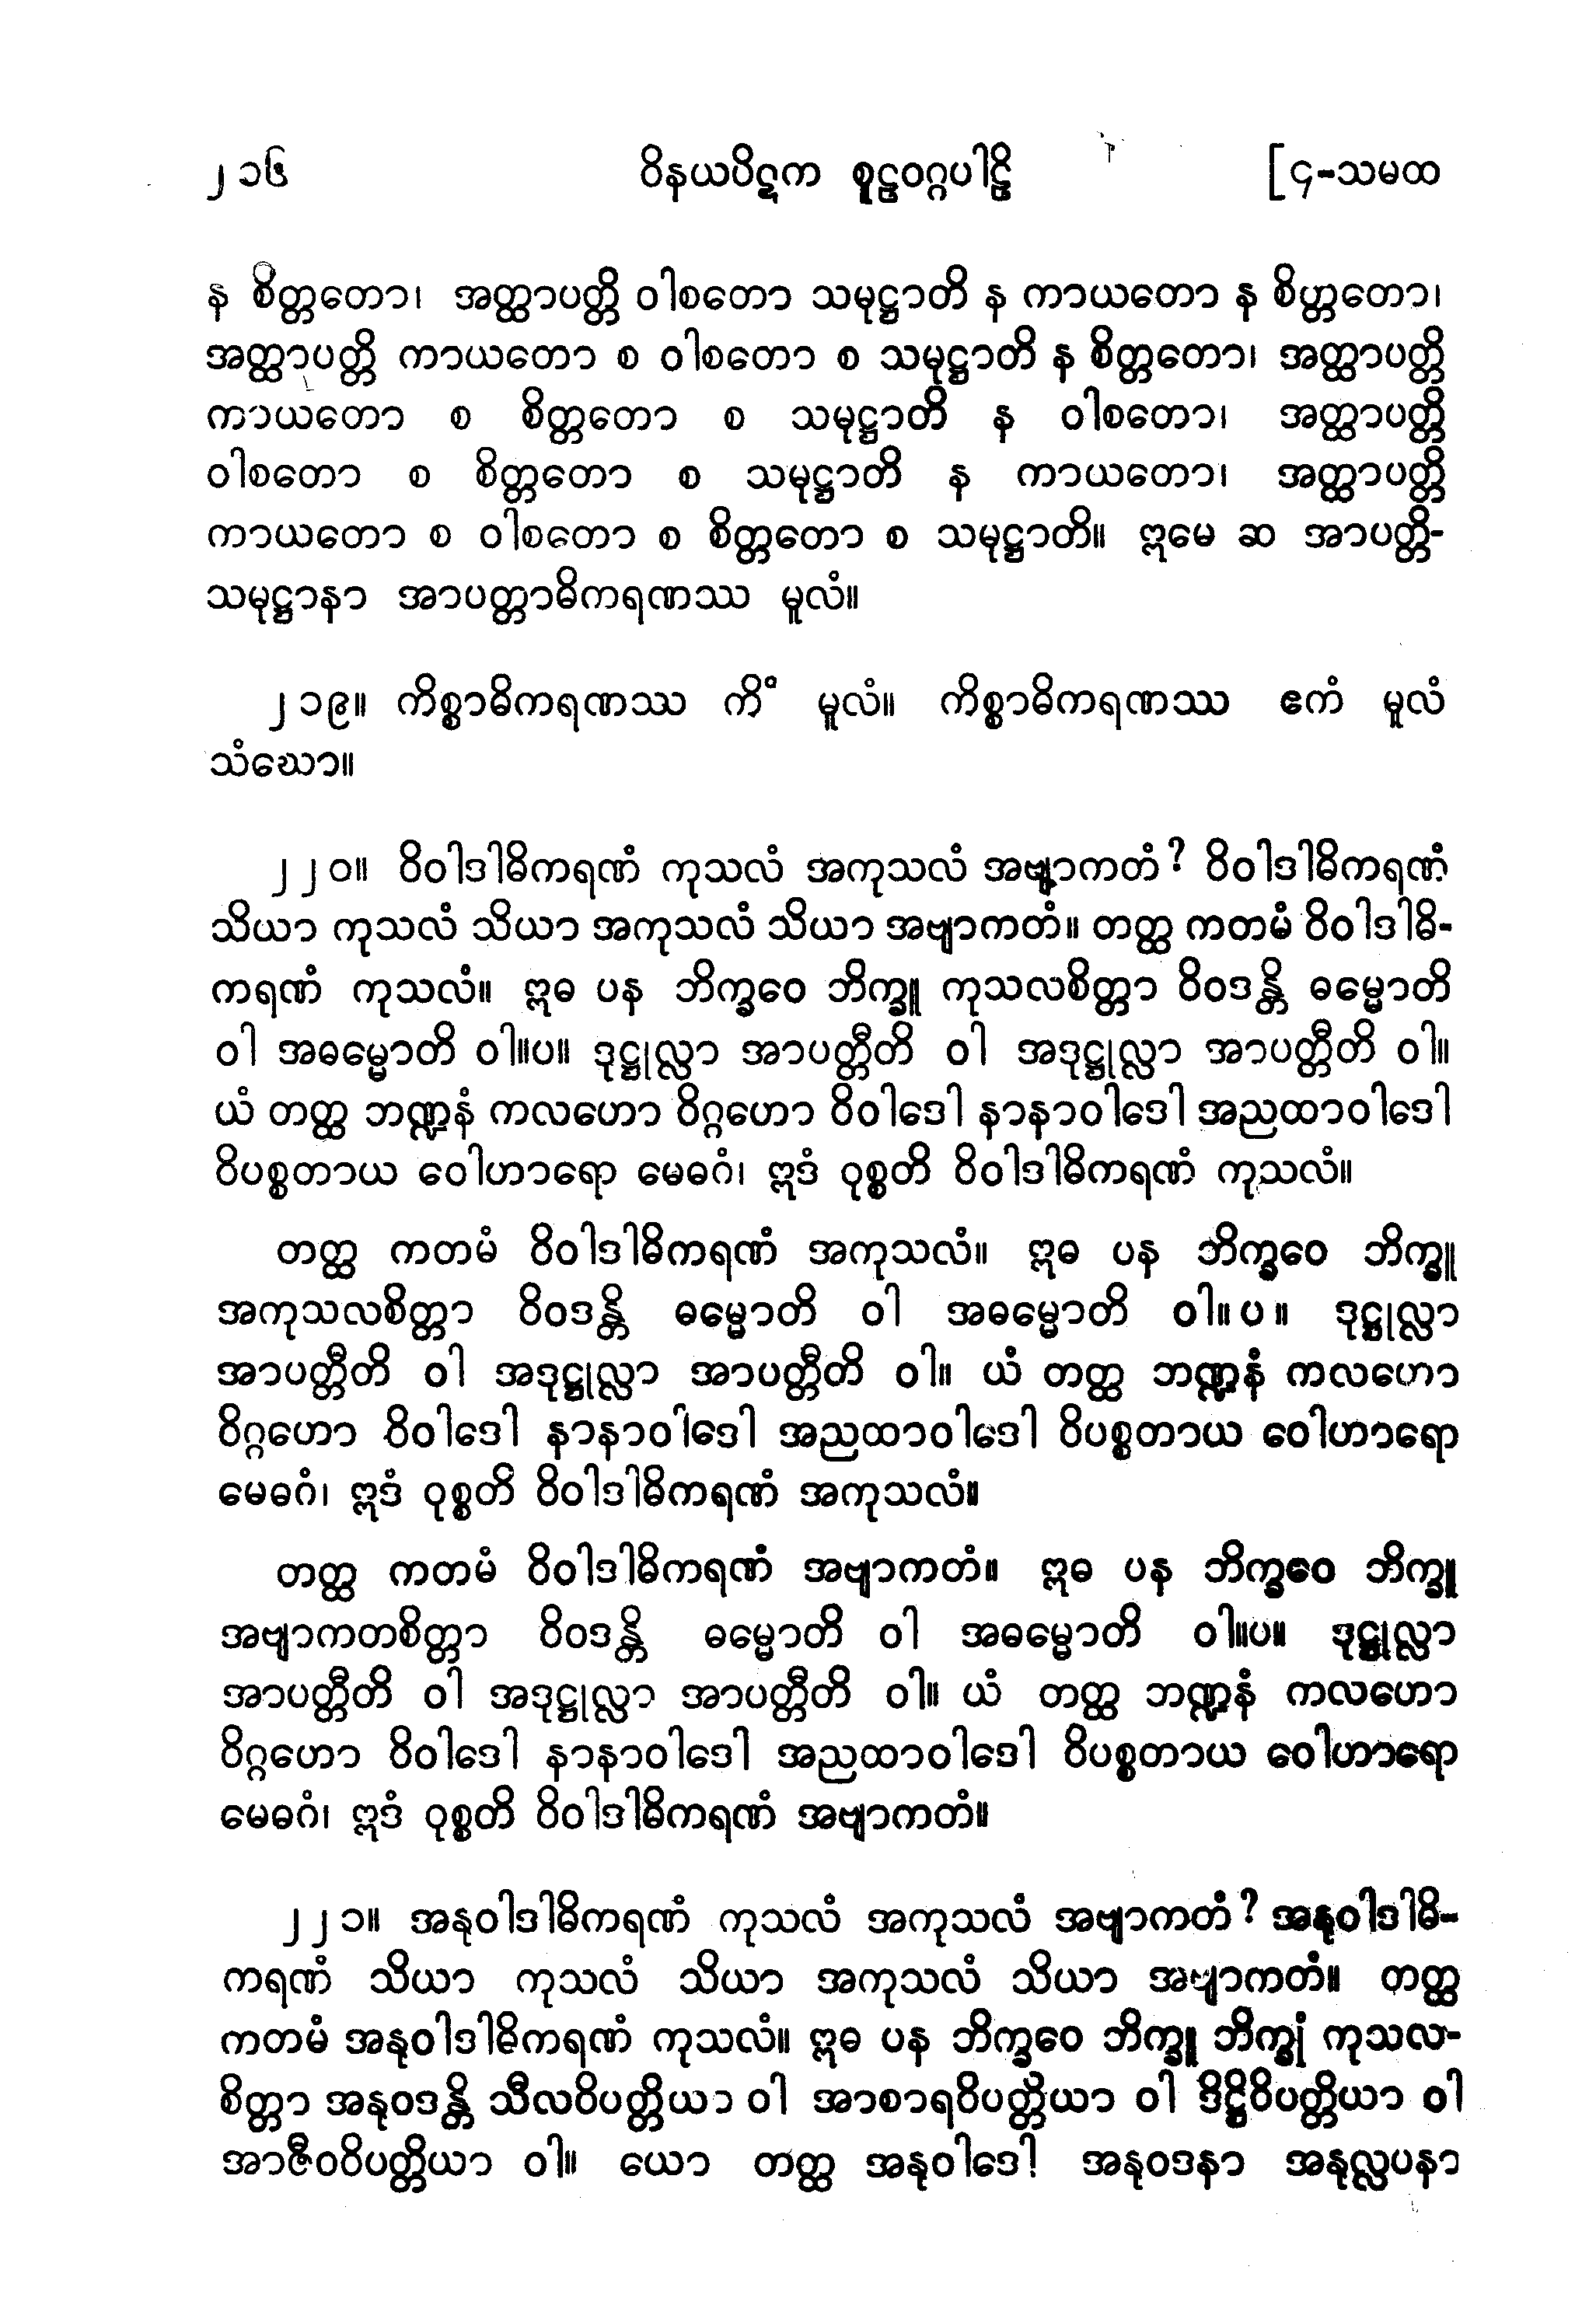 ၂၁၆ ဝိနယပိဋက စူဠဝဂ္ဂပါဠိ [၄-သမထ
န စိတ္တတော၊ အတ္ထာပတ္တိ ဝါစတော သမုဋ္ဌာတိ န ကာယတော န စိတ္တတော၊
အတ္ထာပတ္တိ ကာယတော စ ဝါစတော စ သမုဋ္ဌာတိ န စိတ္တတော၊ အတ္ထာပတ္တိ
ကာယတော စ စိတ္တတော စ သမုဋ္ဌာတိ န ဝါစတော၊ အတ္ထာပတ္တိ
ဝါစတော စ စိတ္တတော စ သမုဋ္ဌာတိ န ကာယတော၊ အတ္ထာပတ္တိ
ကာယတော စ ဝါစတော စ စိတ္တတော စ သမုဋ္ဌာတိ။ ဣမေ ဆ အာပတ္တိ-
သမုဋ္ဌာနာ အာပတ္တာဓိကရဏဿ မူလံ။
၂၁၉။ ကိစ္စာဓိကရဏဿ ကိံ မူလံ။ ကိစ္စာဓိကရဏဿ ဧကံ မူလံ
သံဃော။
၂၂၀။ ဝိဝါဒါဓိကရဏံ ကုသလံ အကုသလံ အဗျာကတံ? ဝိဝါဒါဓိကရဏံ
သိယာ ကုသလံ သိယာ အကုသလံ သိယာ အဗျာကတံ။ တတ္ထ ကတမံ ဝိဝါဒါဓိ-
ကရဏံ ကုသလံ။ ဣဓ ပန ဘိက္ခဝေ ဘိက္ခူ ကုသလစိတ္တာ ဝိဝဒန္တိ ဓမ္မောတိ
ဝါ အဓမ္မောတိ ဝါ။ပ။ ဒုဋ္ဌုလ္လာ အာပတ္တီတိ ဝါ အဒုဋ္ဌုလ္လာ အာပတ္တီတိ ဝါ။
ယံ တတ္ထ ဘဏ္ဍနံ ကလဟော ဝိဂ္ဂဟော ဝိဝါဒေါ နာနာဝါဒေါ အညထာဝါဒေါ
ဝိပစ္စတာယ ဝေါဟာရော မေဓဂံ၊ ဣဒံ ဝုစ္စတိ ဝိဝါဒါဓိကရဏံ ကုသလံ။
တတ္ထ ကတမံ ဝိဝါဒါဓိကရဏံ အကုသလံ။ ဣဓ ပန ဘိက္ခဝေ ဘိက္ခူ
အကုသလစိတ္တာ ဝိဝဒန္တိ ဓမ္မောတိ ဝါ အဓမ္မောတိ ဝါ။ပ။ ဒုဋ္ဌုလ္လာ
အာပတ္တီတိ ဝါ အဒုဋ္ဌုလ္လာ အာပတ္တီတိ ဝါ။ ယံ တတ္ထ ဘဏ္ဍနံ ကလဟော
ဝိဂ္ဂဟော ဝိဝါဒေါ နာနာဝါဒေါ အညထာဝါဒေါ ဝိပစ္စတာယ ဝေါဟာရော
မေဓဂံ၊ ဣဒံ ဝုစ္စတိ ဝိဝါဒါဓိကရဏံ အကုသလံ။
တတ္ထ ကတမံ ဝိဝါဒါဓိကရဏံ အဗျာကတံ။ ဣဓ ပန ဘိက္ခဝေ ဘိက္ခူ
အဗျာကတစိတ္တာ ဝိဝဒန္တိ ဓမ္မောတိ ဝါ အဓမ္မောတိ ဝါ။ပ။ ဒုဋ္ဌုလ္လာ
အာပတ္တီတိ ဝါ အဒုဋ္ဌုလ္လာ အာပတ္တီတိ ဝါ။ ယံ တတ္ထ ဘဏ္ဍနံ ကလဟော
ဝိဂ္ဂဟော ဝိဝါဒေါ နာနာဝါဒေါ အညထာဝါဒေါ ဝိပစ္စတာယ ဝေါဟာရော
မေဓဂံ၊ ဣဒံ ဝုစ္စတိ ဝိဝါဒါဓိကရဏံ အဗျာကတံ။
၂၂၁။ အနုဝါဒါဓိကရဏံ ကုသလံ အကုသလံ အဗျာကတံ? အနုဝါဒါဓိ-
ကရဏံ သိယာ ကုသလံ သိယာ အကုသလံ သိယာ အဗျာကတံ။ တတ္ထ
ကတမံ အနုဝါဒါဓိကရဏံ ကုသလံ။ ဣဓ ပန ဘိက္ခဝေ ဘိက္ခူ ဘိက္ခုံ ကုသလ-
စိတ္တာ အနုဝဒန္တိ သီလဝိပတ္တိယာ ဝါ အာစာရဝိပတ္တိယာ ဝါ ဒိဋ္ဌိဝိပတ္တိယာ ဝါ
အာဇီဝဝိပတ္တိယာ ဝါ။ ယော တတ္ထ အနုဝါဒေါ အနုဝဒနာ အနုလ္လပနာ